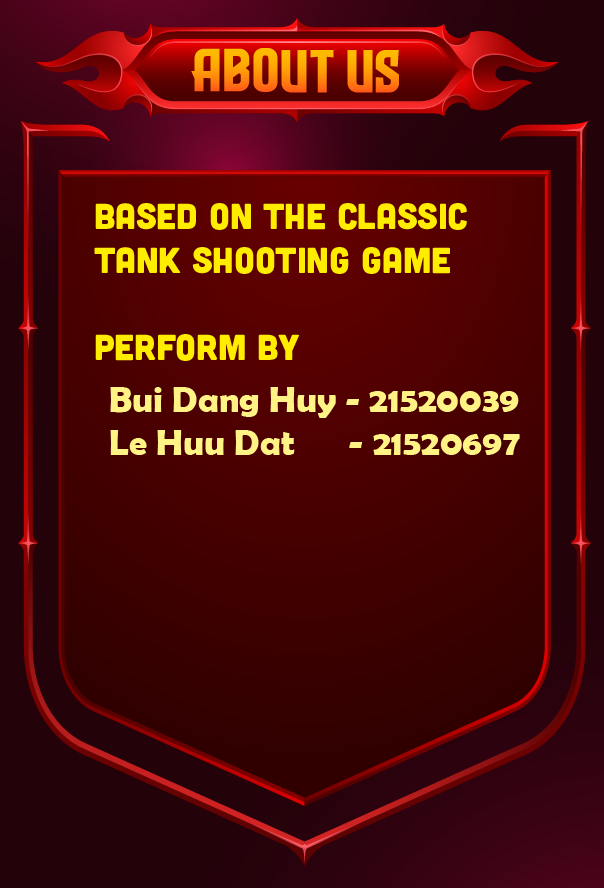 ABOUT US
BASED ON THE CLASSIC
TANK SHOOTING GAME
PERFORM BY
Bui Dang Huy - 21520039
Le Huu Dat - 21520697